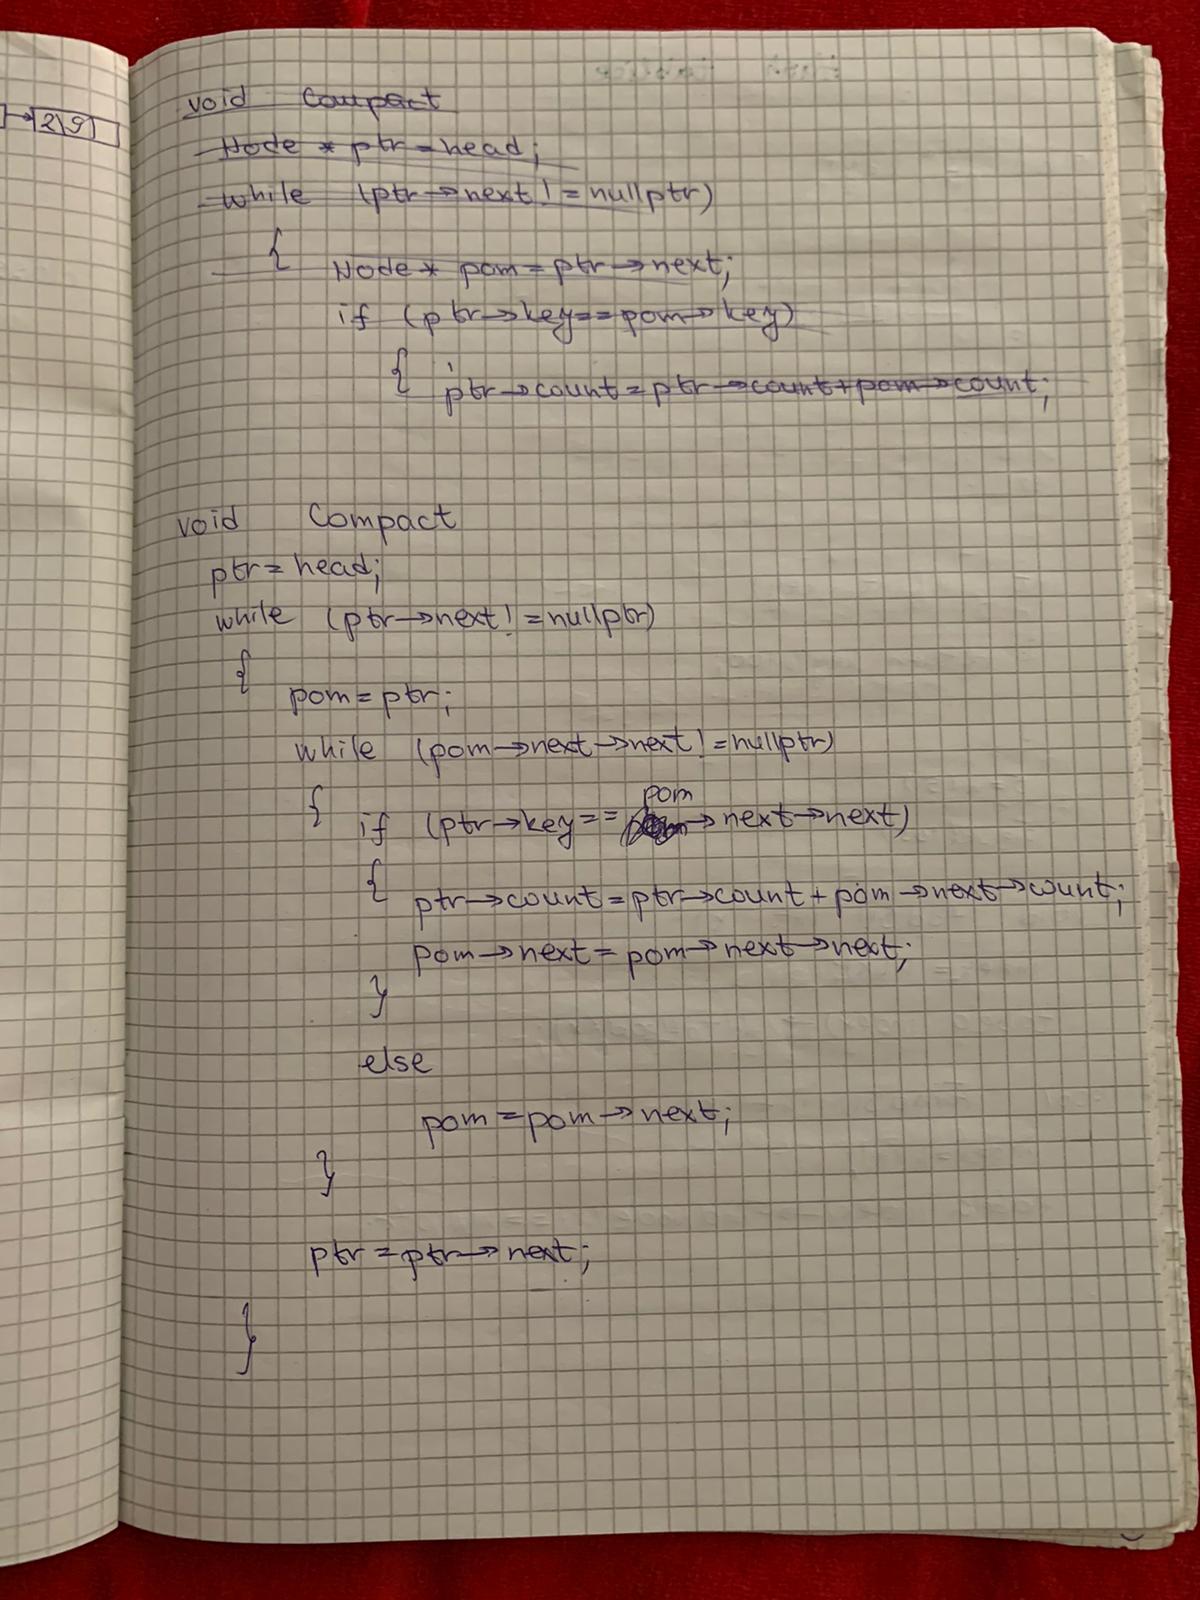 → 2 9
void Compact
Node * ptr = head;
while (ptr→next != nullptr)
{ Node * pom = ptr→next;
if (ptr→key == pom→key)
{ ptr→count = ptr→count + pom→count;
void Compact
ptr = head;
while (ptr→next != nullptr)
{
pom = ptr;
while (pom→next→next != nullptr)
{ if (ptr→key == pom→next→next)
{ ptr→count = ptr→count + pom→next→count;
pom→next = pom→next→next;
}
else
pom = pom→next;
}
ptr = ptr→next;
}